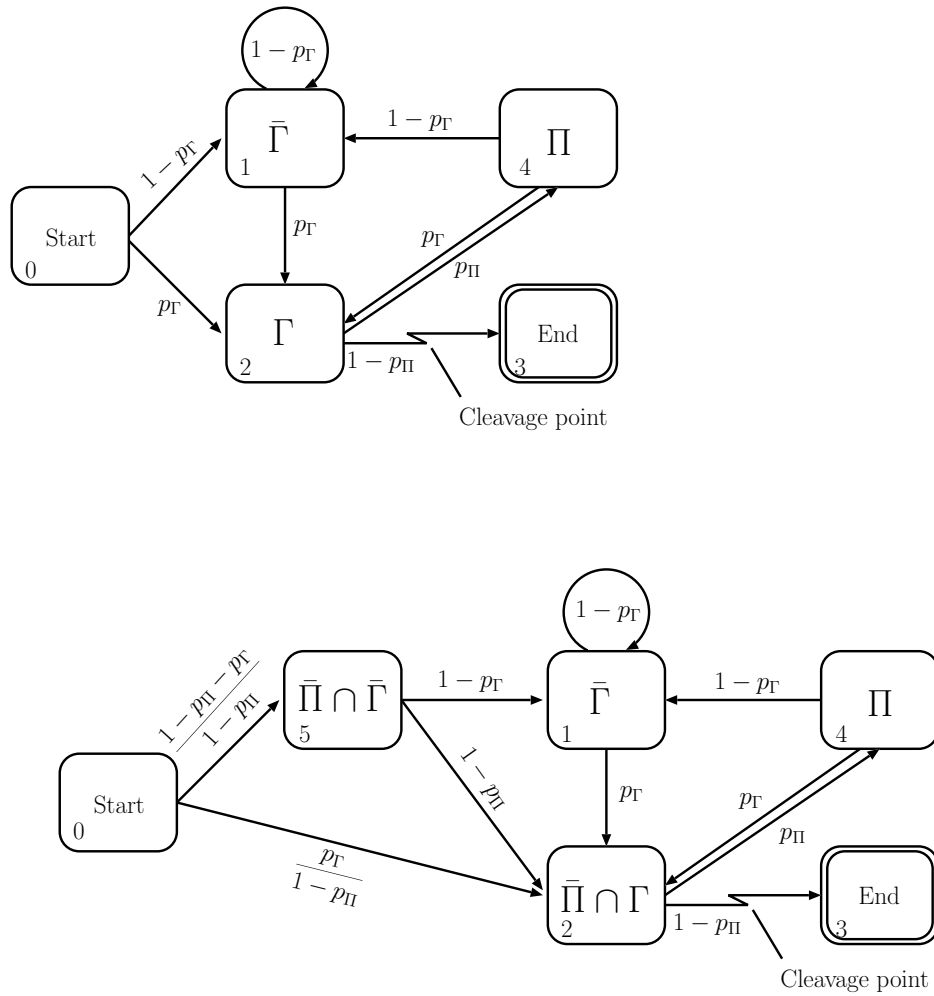 1 − p_Γ
Γ̄
1
1 − p_Γ
Π
4
1 − p_Γ
Start
0
p_Γ
p_Γ
p_Π
p_Γ
Γ
2
1 − p_Π
End
3
Cleavage point
1 − p_Γ
1 − p_Π − p_Γ
1 − p_Π
Π̄ ∩ Γ̄
5
1 − p_Γ
Γ̄
1
1 − p_Γ
Π
4
Start
0
1 − p_Π
p_Γ
p_Γ
p_Π
p_Γ
1 − p_Π
Π̄ ∩ Γ
2
1 − p_Π
End
3
Cleavage point